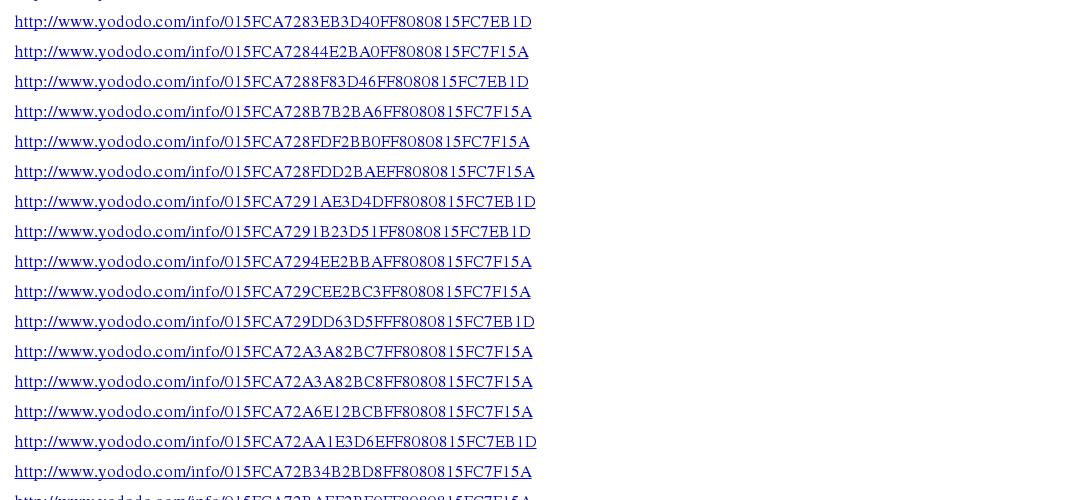 http://www.yododo.com/info/015FCA7283EB3D40FF8080815FC7EB1D
http://www.yododo.com/info/015FCA72844E2BA0FF8080815FC7F15A
http://www.yododo.com/info/015FCA7288F83D46FF8080815FC7EB1D
http://www.yododo.com/info/015FCA728B7B2BA6FF8080815FC7F15A
http://www.yododo.com/info/015FCA728FDF2BB0FF8080815FC7F15A
http://www.yododo.com/info/015FCA728FDD2BAEFF8080815FC7F15A
http://www.yododo.com/info/015FCA7291AE3D4DFF8080815FC7EB1D
http://www.yododo.com/info/015FCA7291B23D51FF8080815FC7EB1D
http://www.yododo.com/info/015FCA7294EE2BBAFF8080815FC7F15A
http://www.yododo.com/info/015FCA729CEE2BC3FF8080815FC7F15A
http://www.yododo.com/info/015FCA729DD63D5FFF8080815FC7EB1D
http://www.yododo.com/info/015FCA72A3A82BC7FF8080815FC7F15A
http://www.yododo.com/info/015FCA72A3A82BC8FF8080815FC7F15A
http://www.yododo.com/info/015FCA72A6E12BCBFF8080815FC7F15A
http://www.yododo.com/info/015FCA72AA1E3D6EFF8080815FC7EB1D
http://www.yododo.com/info/015FCA72B34B2BD8FF8080815FC7F15A